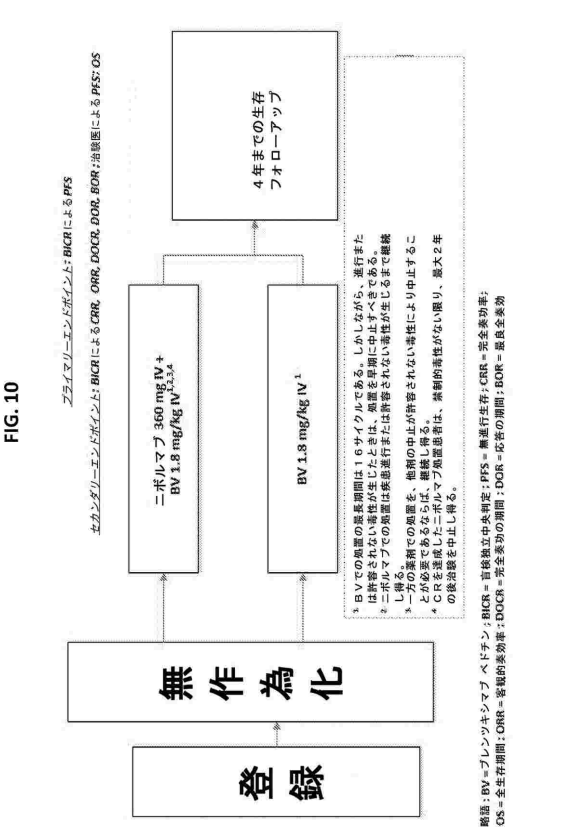 FIG. 10
プライマリーエンドポイント: BICRによるPFS
セカンダリーエンドポイント: BICRによるCRR, ORR, DOCR, DOR, BOR ;治験医によるPFS; OS
登録
無作為化
ニボルマブ 360 mg IV +
BV 1.8 mg/kg IV1,2,3,4
BV 1.8 mg/kg IV 1
4年までの生存
フォローアップ
1. BVでの処置の最長期間は16サイクルである。しかしながら、進行また
は許容されない毒性が生じたときは、処置を早期に中止すべきである。
2. ニボルマブでの処置は疾患進行または許容されない毒性が生じるまで継続
し得る。
3. 一方の薬剤での処置を、他剤の中止が許容されない毒性により中止するこ
とが必要であるならば、継続し得る。
4. CRを達成したニボルマブ処置患者は、禁制的毒性がない限り、最大2年
の後治験を中止し得る。
略語 ; BV =ブレンツキシマブ ベドチン ; BICR = 盲検独立中央判定 ; PFS = 無進行生存 ; CRR = 完全奏功率 ;
OS = 全生存期間 ; ORR = 客観的奏効率 ; DOCR = 完全奏功の期間 ; DOR = 応答の期間 ; BOR = 最良全奏効